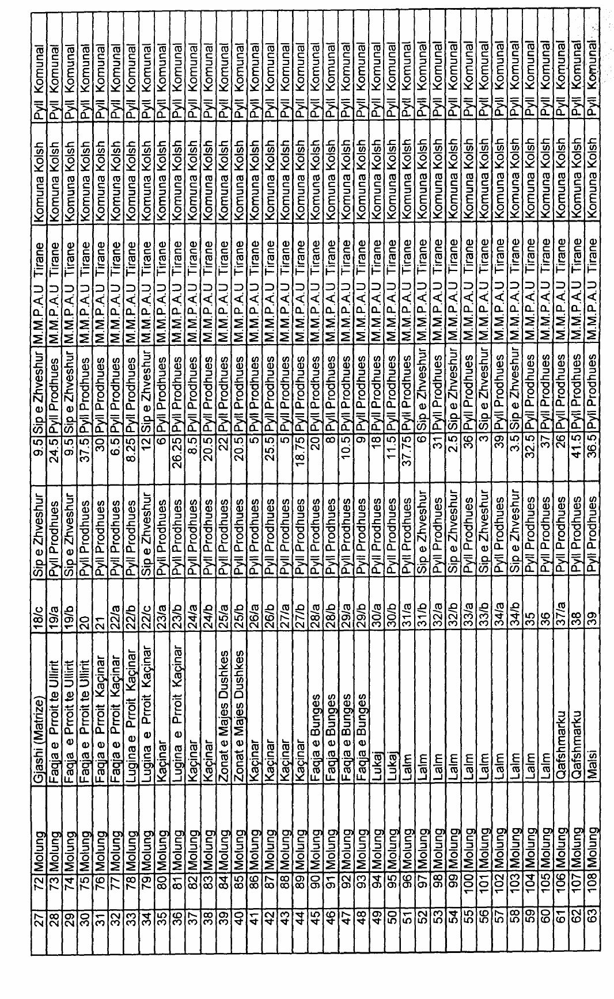 27 72 Molung Gjashi (Matrize) 18/c Sip e Zhveshur 9.5 Sip e Zhveshur M.M.P.A.U Tirane Komuna Kolsh Pyll Komunal
28 73 Molung Faqja e Prroit te Ullirit 19/a Pyll Prodhues 24.5 Pyll Prodhues M.M.P.A.U Tirane Komuna Kolsh Pyll Komunal
29 74 Molung Faqja e Prroit te Ullirit 19/b Sip e Zhveshur 9.5 Sip e Zhveshur M.M.P.A.U Tirane Komuna Kolsh Pyll Komunal
30 75 Molung Faqja e Prroit te Ullirit 20 Pyll Prodhues 37.5 Pyll Prodhues M.M.P.A.U Tirane Komuna Kolsh Pyll Komunal
31 76 Molung Faqja e Prroit Kaçinar 21 Pyll Prodhues 30 Pyll Prodhues M.M.P.A.U Tirane Komuna Kolsh Pyll Komunal
32 77 Molung Faqja e Prroit Kaçinar 22/a Pyll Prodhues 6.5 Pyll Prodhues M.M.P.A.U Tirane Komuna Kolsh Pyll Komunal
33 78 Molung Lugina e Prroit Kaçinar 22/b Pyll Prodhues 8.25 Pyll Prodhues M.M.P.A.U Tirane Komuna Kolsh Pyll Komunal
34 79 Molung Lugina e Prroit Kaçinar 22/c Sip e Zhveshur 12 Sip e Zhveshur M.M.P.A.U Tirane Komuna Kolsh Pyll Komunal
35 80 Molung Kaçinar 23/a Pyll Prodhues 6 Pyll Prodhues M.M.P.A.U Tirane Komuna Kolsh Pyll Komunal
36 81 Molung Lugina e Prroit Kaçinar 23/b Pyll Prodhues 26.25 Pyll Prodhues M.M.P.A.U Tirane Komuna Kolsh Pyll Komunal
37 82 Molung Kaçinar 24/a Pyll Prodhues 8.5 Pyll Prodhues M.M.P.A.U Tirane Komuna Kolsh Pyll Komunal
38 83 Molung Kaçinar 24/b Pyll Prodhues 20.5 Pyll Prodhues M.M.P.A.U Tirane Komuna Kolsh Pyll Komunal
39 84 Molung Zonat e Majes Dushkes 25/a Pyll Prodhues 22 Pyll Prodhues M.M.P.A.U Tirane Komuna Kolsh Pyll Komunal
40 85 Molung Zonat e Majes Dushkes 25/b Pyll Prodhues 20.5 Pyll Prodhues M.M.P.A.U Tirane Komuna Kolsh Pyll Komunal
41 86 Molung Kaçinar 26/a Pyll Prodhues 5 Pyll Prodhues M.M.P.A.U Tirane Komuna Kolsh Pyll Komunal
42 87 Molung Kaçinar 26/b Pyll Prodhues 25.5 Pyll Prodhues M.M.P.A.U Tirane Komuna Kolsh Pyll Komunal
43 88 Molung Kaçinar 27/a Pyll Prodhues 5 Pyll Prodhues M.M.P.A.U Tirane Komuna Kolsh Pyll Komunal
44 89 Molung Kaçinar 27/b Pyll Prodhues 18.75 Pyll Prodhues M.M.P.A.U Tirane Komuna Kolsh Pyll Komunal
45 90 Molung Faqja e Bunges 28/a Pyll Prodhues 20 Pyll Prodhues M.M.P.A.U Tirane Komuna Kolsh Pyll Komunal
46 91 Molung Faqja e Bunges 28/b Pyll Prodhues 8 Pyll Prodhues M.M.P.A.U Tirane Komuna Kolsh Pyll Komunal
47 92 Molung Faqja e Bunges 29/a Pyll Prodhues 10.5 Pyll Prodhues M.M.P.A.U Tirane Komuna Kolsh Pyll Komunal
48 93 Molung Faqja e Bunges 29/b Pyll Prodhues 9 Pyll Prodhues M.M.P.A.U Tirane Komuna Kolsh Pyll Komunal
49 94 Molung Lukaj 30/a Pyll Prodhues 18 Pyll Prodhues M.M.P.A.U Tirane Komuna Kolsh Pyll Komunal
50 95 Molung Lukaj 30/b Pyll Prodhues 11.5 Pyll Prodhues M.M.P.A.U Tirane Komuna Kolsh Pyll Komunal
51 96 Molung Lalm 31/a Pyll Prodhues 37.75 Pyll Prodhues M.M.P.A.U Tirane Komuna Kolsh Pyll Komunal
52 97 Molung Lalm 31/b Sip e Zhveshur 6 Sip e Zhveshur M.M.P.A.U Tirane Komuna Kolsh Pyll Komunal
53 98 Molung Lalm 32/a Pyll Prodhues 31 Pyll Prodhues M.M.P.A.U Tirane Komuna Kolsh Pyll Komunal
54 99 Molung Lalm 32/b Sip e Zhveshur 2.5 Sip e Zhveshur M.M.P.A.U Tirane Komuna Kolsh Pyll Komunal
55 100 Molung Lalm 33/a Pyll Prodhues 36 Pyll Prodhues M.M.P.A.U Tirane Komuna Kolsh Pyll Komunal
56 101 Molung Lalm 33/b Sip e Zhveshur 3 Sip e Zhveshur M.M.P.A.U Tirane Komuna Kolsh Pyll Komunal
57 102 Molung Lalm 34/a Pyll Prodhues 39 Pyll Prodhues M.M.P.A.U Tirane Komuna Kolsh Pyll Komunal
58 103 Molung Lalm 34/b Sip e Zhveshur 3.5 Sip e Zhveshur M.M.P.A.U Tirane Komuna Kolsh Pyll Komunal
59 104 Molung Lalm 35 Pyll Prodhues 32.5 Pyll Prodhues M.M.P.A.U Tirane Komuna Kolsh Pyll Komunal
60 105 Molung Lalm 36 Pyll Prodhues 37 Pyll Prodhues M.M.P.A.U Tirane Komuna Kolsh Pyll Komunal
61 106 Molung Qafshmarku 37/a Pyll Prodhues 26 Pyll Prodhues M.M.P.A.U Tirane Komuna Kolsh Pyll Komunal
62 107 Molung Qafshmarku 38 Pyll Prodhues 41.5 Pyll Prodhues M.M.P.A.U Tirane Komuna Kolsh Pyll Komunal
63 108 Molung Malsi 39 Pyll Prodhues 36.5 Pyll Prodhues M.M.P.A.U Tirane Komuna Kolsh Pyll Komunal